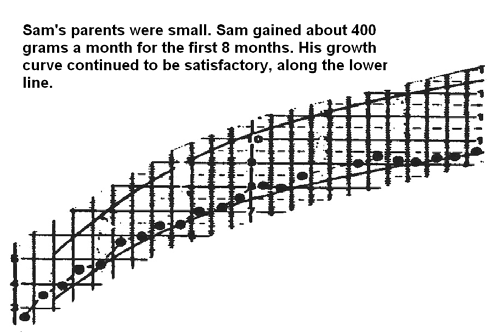 Sam's parents were small. Sam gained about 400
grams a month for the first 8 months. His growth
curve continued to be satisfactory, along the lower
line.